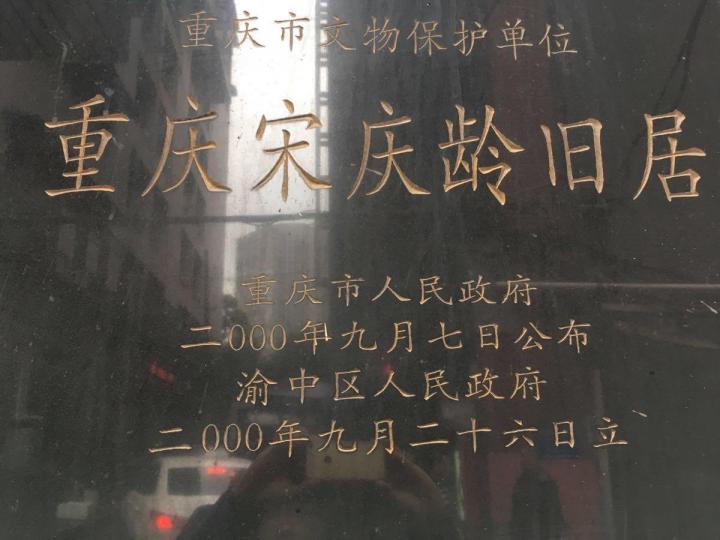 重庆市文物保护单位
重庆宋庆龄旧居
重庆市人民政府
二000年九月七日公布
渝中区人民政府
二000年九月二十六日立